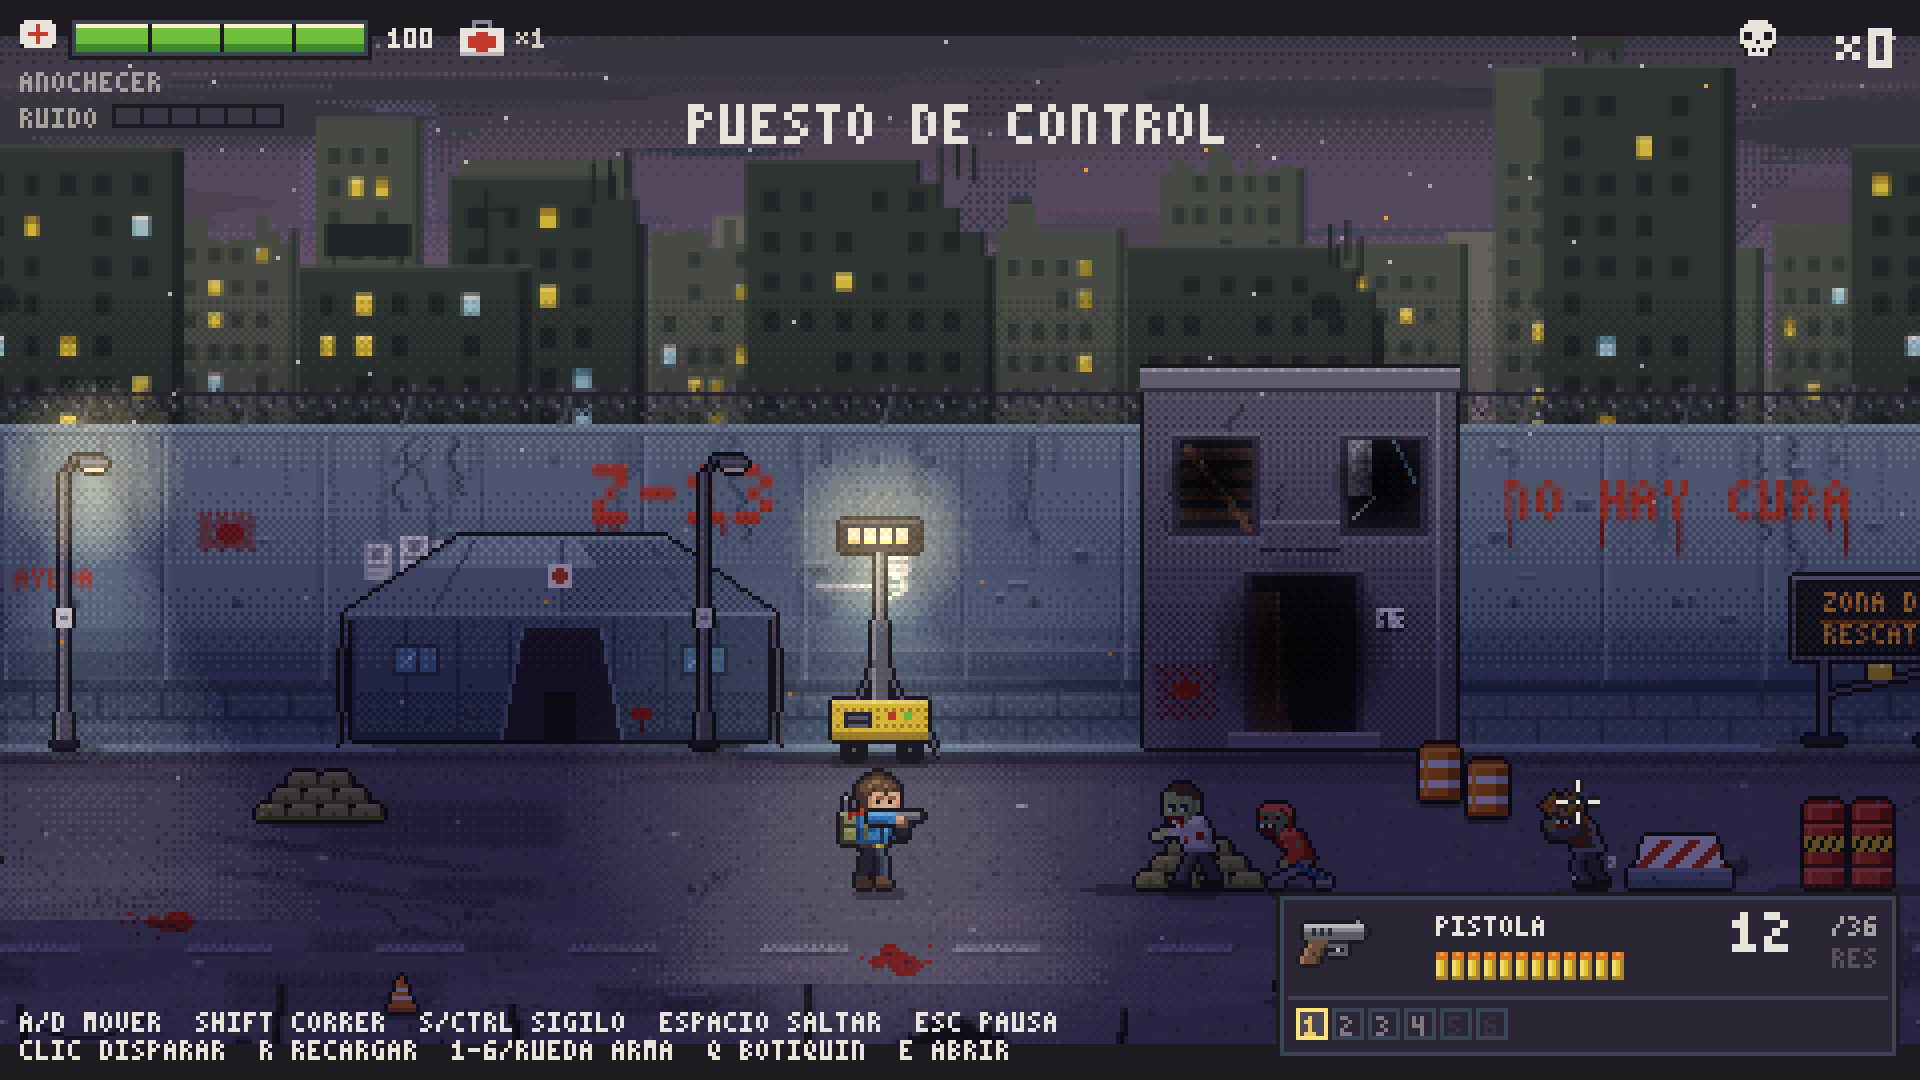 100 ×1
×0
ANOCHECER
RUIDO
PUESTO DE CONTROL
Z-13
NO HAY CURA
AYUDA
ZONA D
RESCAT
PISTOLA 12 /36
RES
1 2 3 4 5 6
A/D MOVER SHIFT CORRER S/CTRL SIGILO ESPACIO SALTAR ESC PAUSA
CLIC DISPARAR R RECARGAR 1-6/RUEDA ARMA Q BOTIQUIN E ABRIR